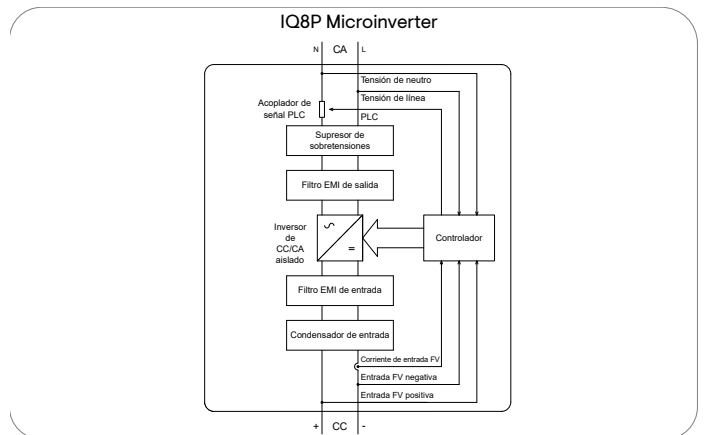 IQ8P Microinverter
N CA L
Tensión de neutro
Tensión de línea
Acoplador de
señal PLC
PLC
Supresor de
sobretensiones
Filtro EMI de salida
Inversor
de
CC/CA
aislado
=
Controlador
Filtro EMI de entrada
Condensador de entrada
Corriente de entrada FV
Entrada FV negativa
Entrada FV positiva
+ CC -